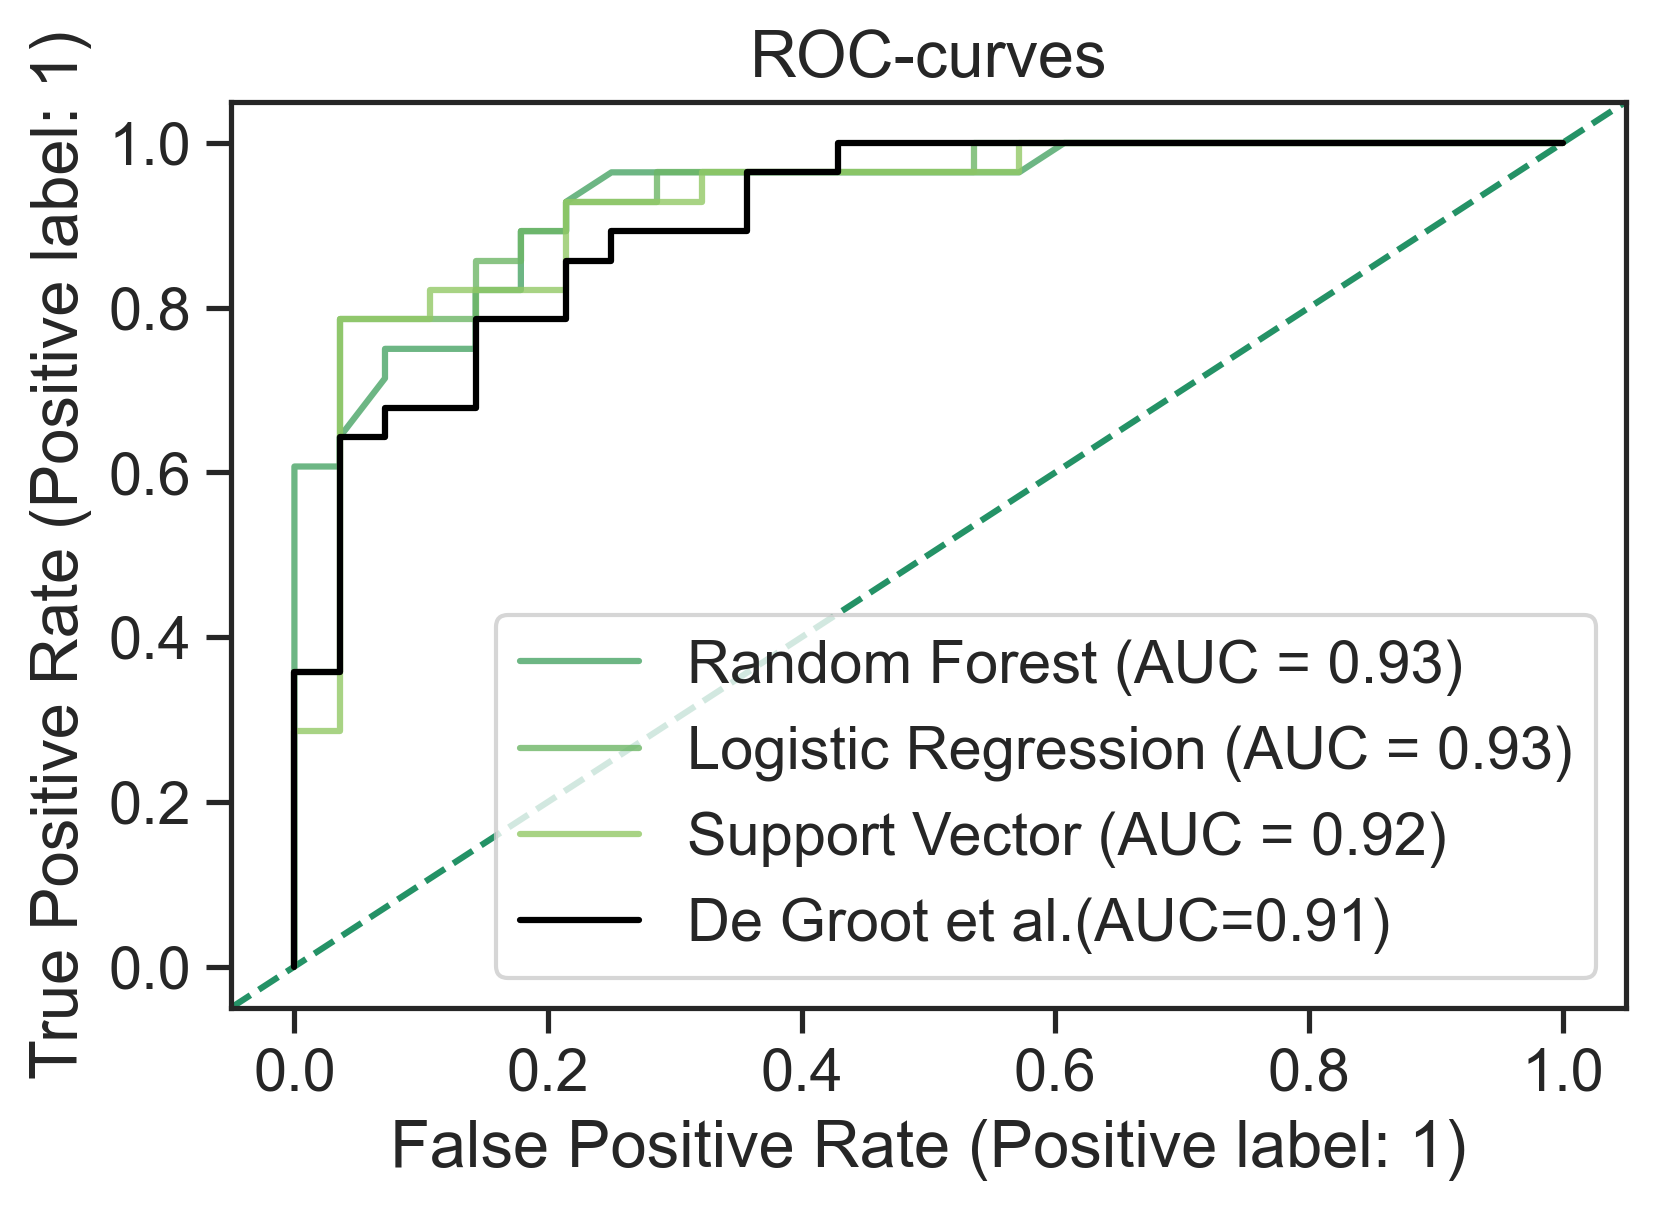 ROC-curves
True Positive Rate (Positive label: 1)
1.0
0.8
0.6
0.4
0.2
0.0
Random Forest (AUC = 0.93)
Logistic Regression (AUC = 0.93)
Support Vector (AUC = 0.92)
De Groot et al.(AUC=0.91)
0.0 0.2 0.4 0.6 0.8 1.0
False Positive Rate (Positive label: 1)